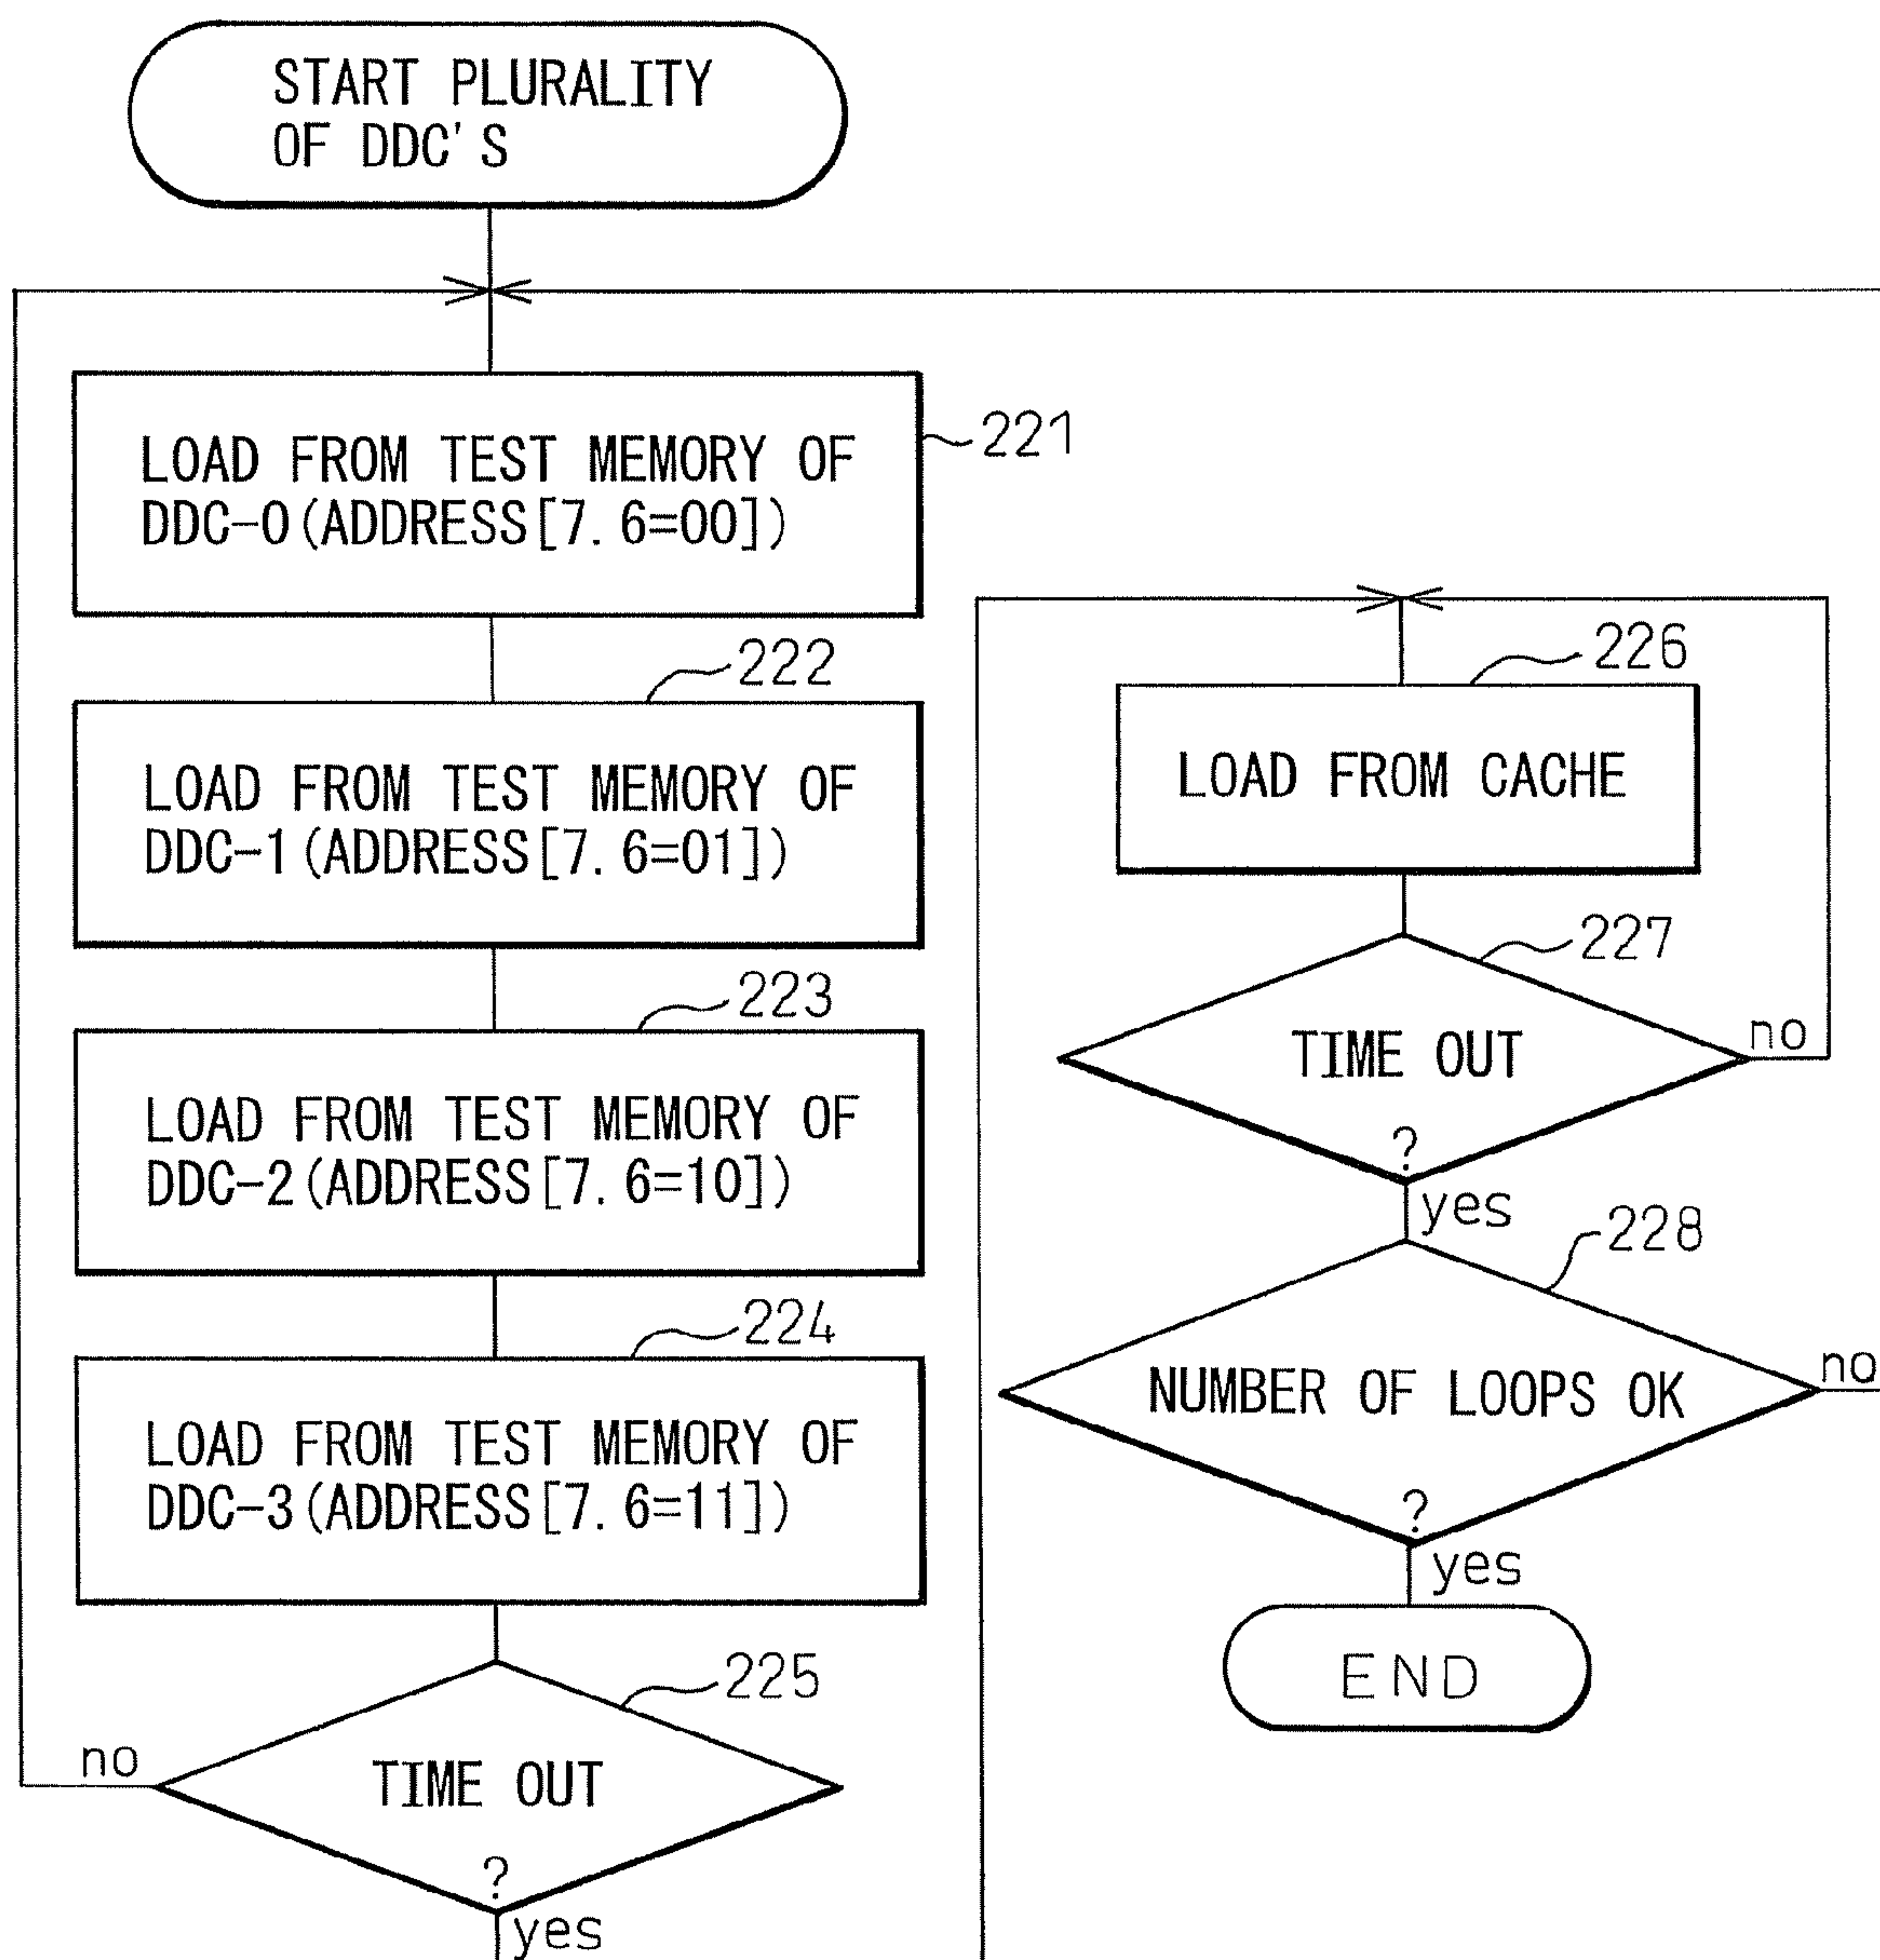 START PLURALITY
OF DDC'S
LOAD FROM TEST MEMORY OF
DDC-0(ADDRESS[7.6=00])
221
222
LOAD FROM TEST MEMORY OF
DDC-1(ADDRESS[7.6=01])
223
LOAD FROM TEST MEMORY OF
DDC-2(ADDRESS[7.6=10])
224
LOAD FROM TEST MEMORY OF
DDC-3(ADDRESS[7.6=11])
225
no
TIME OUT
?
yes
226
LOAD FROM CACHE
227
TIME OUT
no
?
yes
228
NUMBER OF LOOPS OK
no
?
yes
END